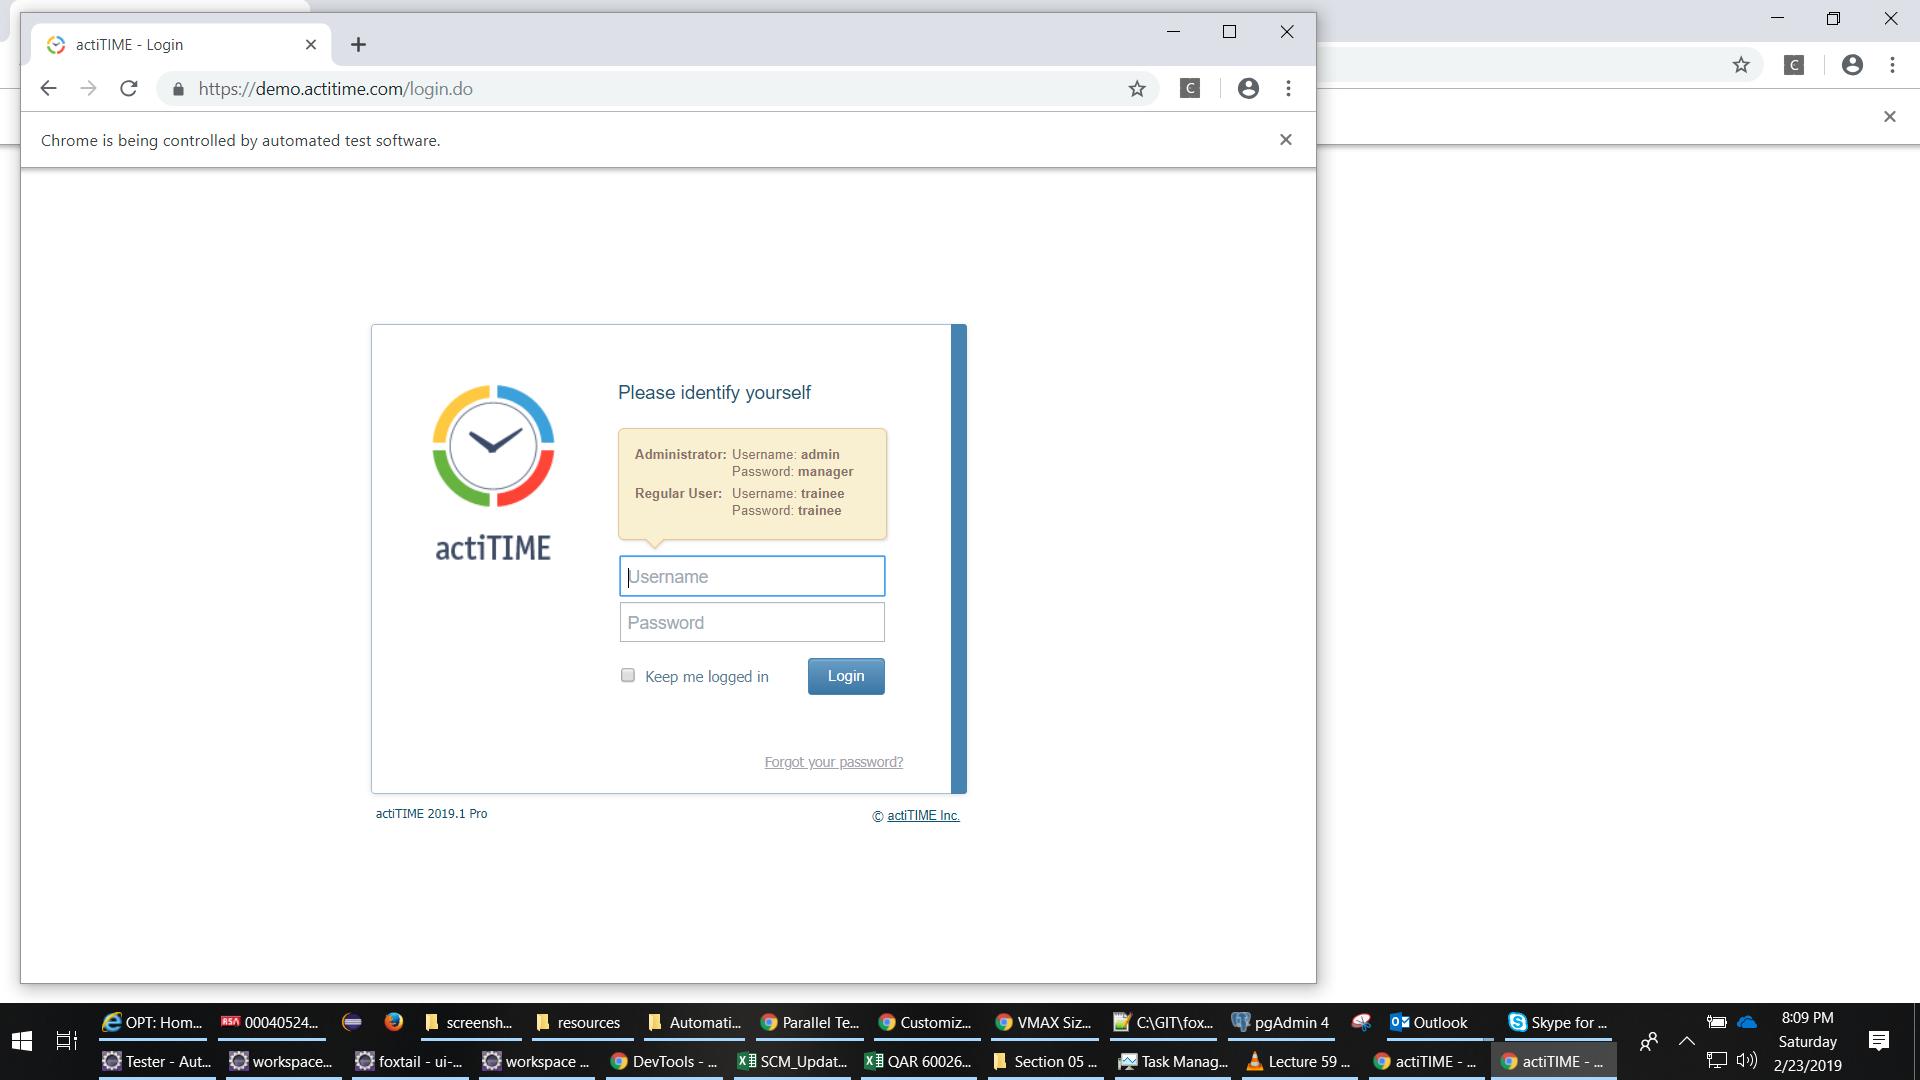 actiTIME - Login
https://demo.actitime.com/login.do
C
C
Chrome is being controlled by automated test software.
Please identify yourself
Administrator: Username: admin
Password: manager
Regular User: Username: trainee
Password: trainee
actiTIME
Username
Password
Keep me logged in
Login
Forgot your password?
actiTIME 2019.1 Pro
© actiTIME Inc.
OPT: Hom...
RSA 00040524...
screensh...
resources
Automati...
Parallel Te...
Customiz...
VMAX Siz...
C:\GIT\fox...
pgAdmin 4
Outlook
Skype for ...
8:09 PM
Tester - Aut...
workspace...
foxtail - ui-...
workspace ...
DevTools - ...
SCM_Updat...
QAR 60026...
Section 05 ...
Task Manag...
Lecture 59 ...
actiTIME - ...
actiTIME - ...
Saturday
2/23/2019